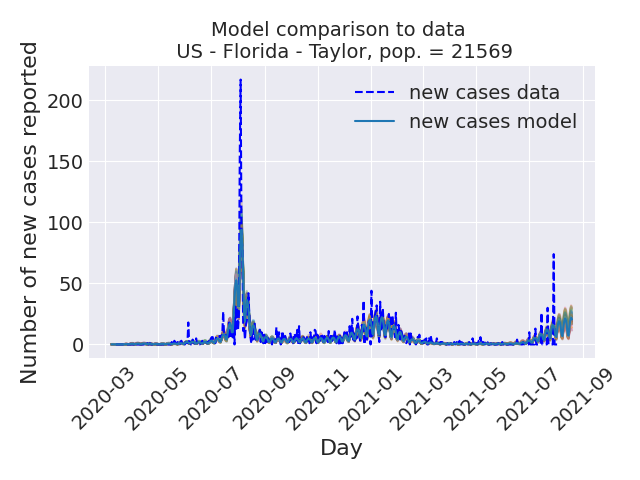 Model comparison to data
US - Florida - Taylor, pop. = 21569
Number of new cases reported
200
150
100
50
0
new cases data
new cases model
2020-03
2020-05
2020-07
2020-09
2020-11
2021-01
2021-03
2021-05
2021-07
2021-09
Day